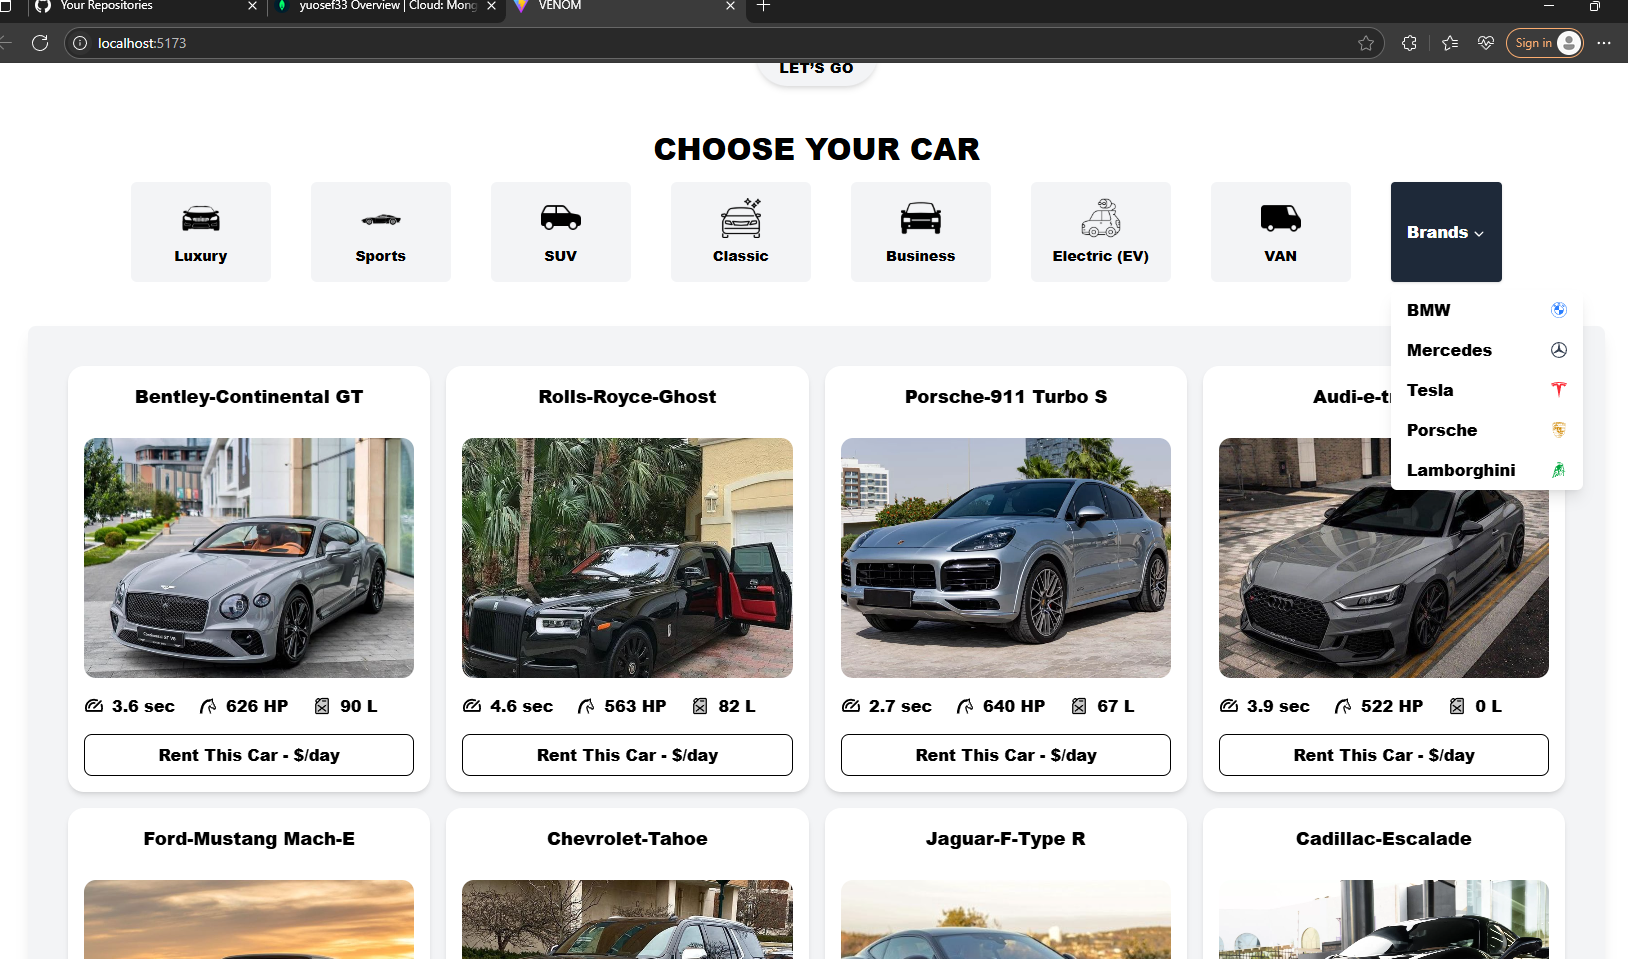 Your Repositories
yuosef33 Overview | Cloud: Mong
VENOM
localhost:5173
Sign in
LET'S GO
CHOOSE YOUR CAR
Luxury
Sports
SUV
Classic
Business
Electric (EV)
VAN
Brands
BMW
Mercedes
Tesla
Porsche
Lamborghini
Bentley-Continental GT
Rolls-Royce-Ghost
Porsche-911 Turbo S
Audi-e-t
3.6 sec 626 HP 90 L
4.6 sec 563 HP 82 L
2.7 sec 640 HP 67 L
3.9 sec 522 HP 0 L
Rent This Car - $/day
Rent This Car - $/day
Rent This Car - $/day
Rent This Car - $/day
Ford-Mustang Mach-E
Chevrolet-Tahoe
Jaguar-F-Type R
Cadillac-Escalade